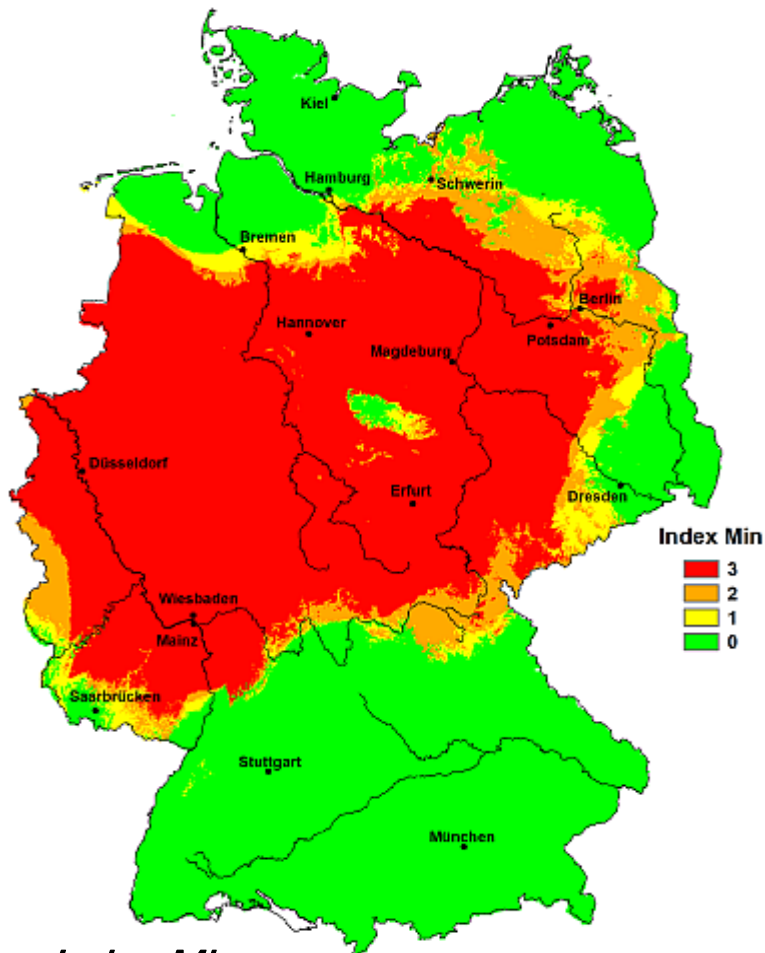 Kiel
Hamburg
Schwerin
Bremen
Berlin
Hannover
Potsdam
Magdeburg
Düsseldorf
Erfurt
Dresden
Index Min
3
2
1
0
Wiesbaden
Mainz
Saarbrücken
Stuttgart
München